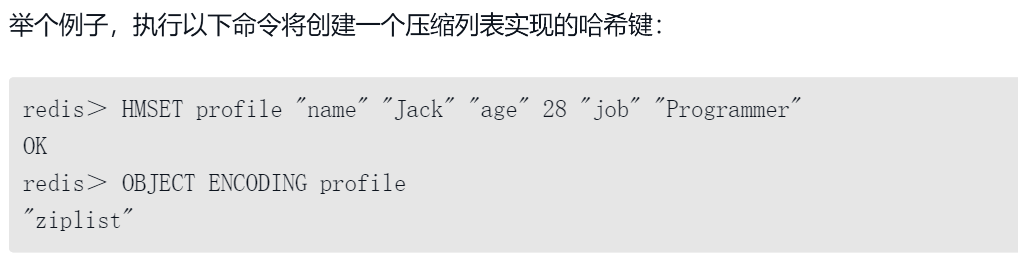 举个例子，执行以下命令将创建一个压缩列表实现的哈希键：
redis＞ HMSET profile "name" "Jack" "age" 28 "job" "Programmer"
OK
redis＞ OBJECT ENCODING profile
"ziplist"